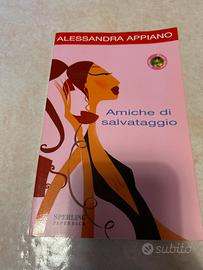 ALESSANDRA APPIANO
Amiche di
salvataggio
SPERLING
PAPERBACK
subito